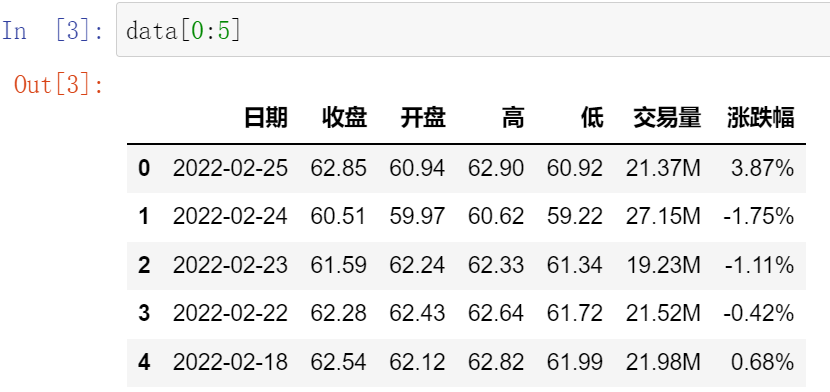 In [3]: data[0:5]
Out[3]:
日期 收盘 开盘 高 低 交易量 涨跌幅
0 2022-02-25 62.85 60.94 62.90 60.92 21.37M 3.87%
1 2022-02-24 60.51 59.97 60.62 59.22 27.15M -1.75%
2 2022-02-23 61.59 62.24 62.33 61.34 19.23M -1.11%
3 2022-02-22 62.28 62.43 62.64 61.72 21.52M -0.42%
4 2022-02-18 62.54 62.12 62.82 61.99 21.98M 0.68%